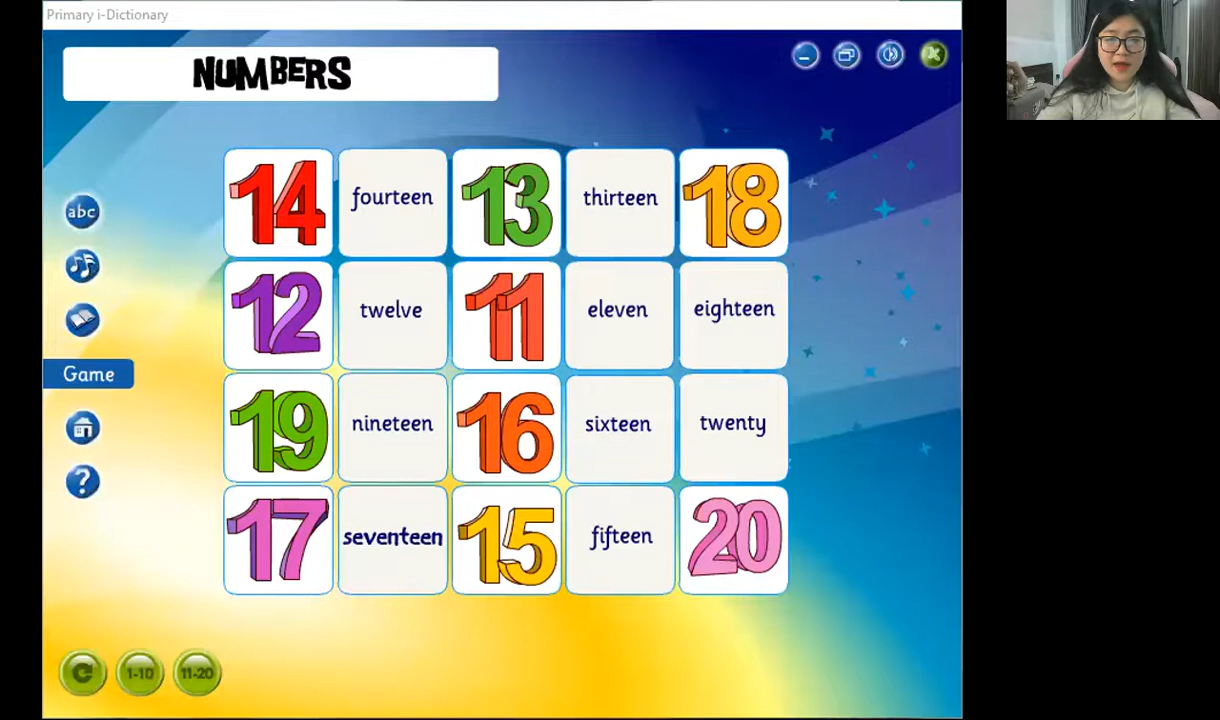 Primary i-Dictionary
NUMBERS
14 fourteen 13 thirteen 18
12 twelve 11 eleven eighteen
19 nineteen 16 sixteen twenty
17 seventeen 15 fifteen 20
abc
Game
?
1-10 11-20